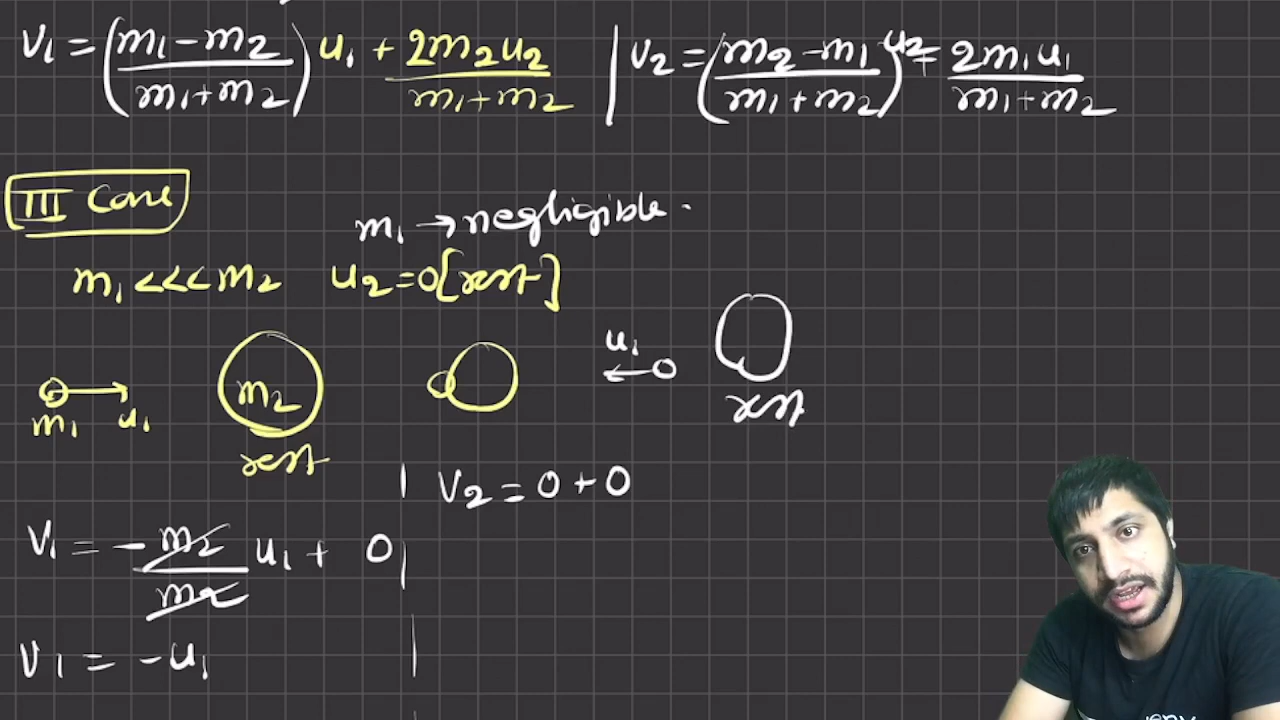 V1 = (m1 - m2 / m1 + m2) u1 + 2m2u2 / m1 + m2 | V2 = (m2 - m1 / m1 + m2) u2 + 2m1u1 / m1 + m2
III Case
m1 → negligible.
m1 <<< m2 u2 = 0 [rest]
u1
m2
m1 u1
rest
rest
V2 = 0 + 0
V1 = - m2 / m2 u1 + 0
V1 = - u1